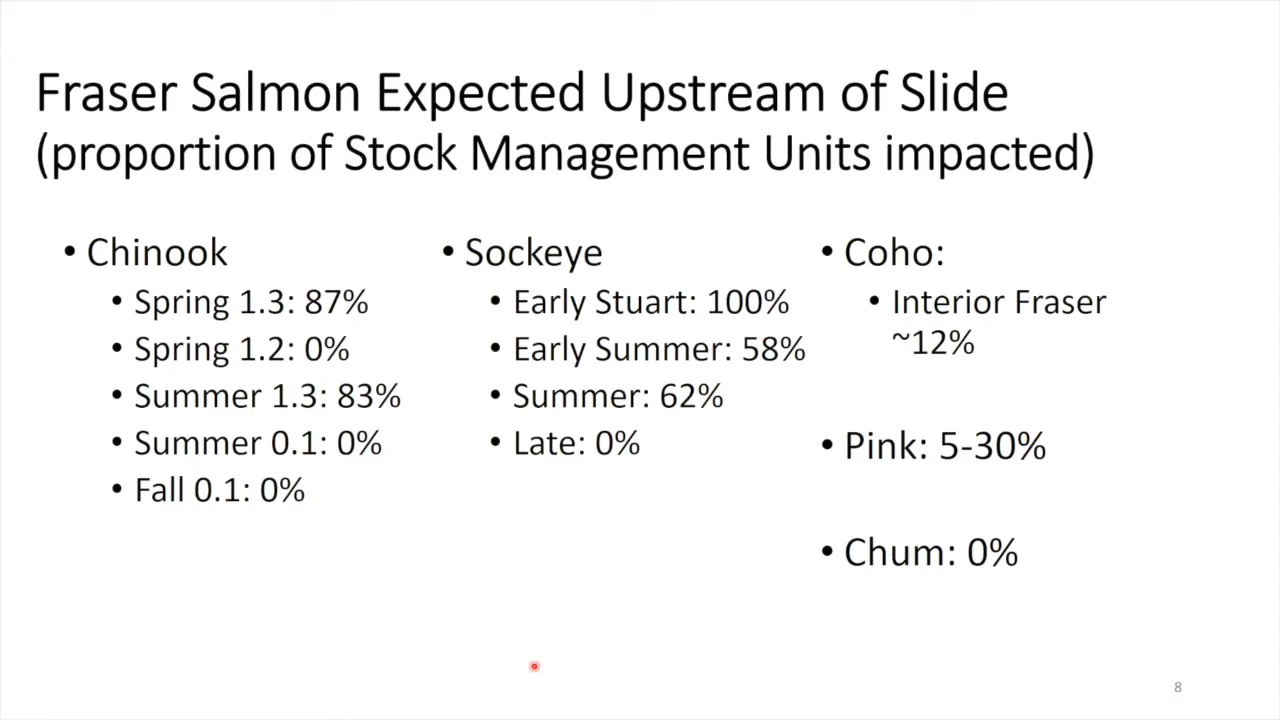 Fraser Salmon Expected Upstream of Slide
(proportion of Stock Management Units impacted)
• Chinook
• Spring 1.3: 87%
• Spring 1.2: 0%
• Summer 1.3: 83%
• Summer 0.1: 0%
• Fall 0.1: 0%
• Sockeye
• Early Stuart: 100%
• Early Summer: 58%
• Summer: 62%
• Late: 0%
• Coho:
• Interior Fraser
~12%
• Pink: 5-30%
• Chum: 0%
8